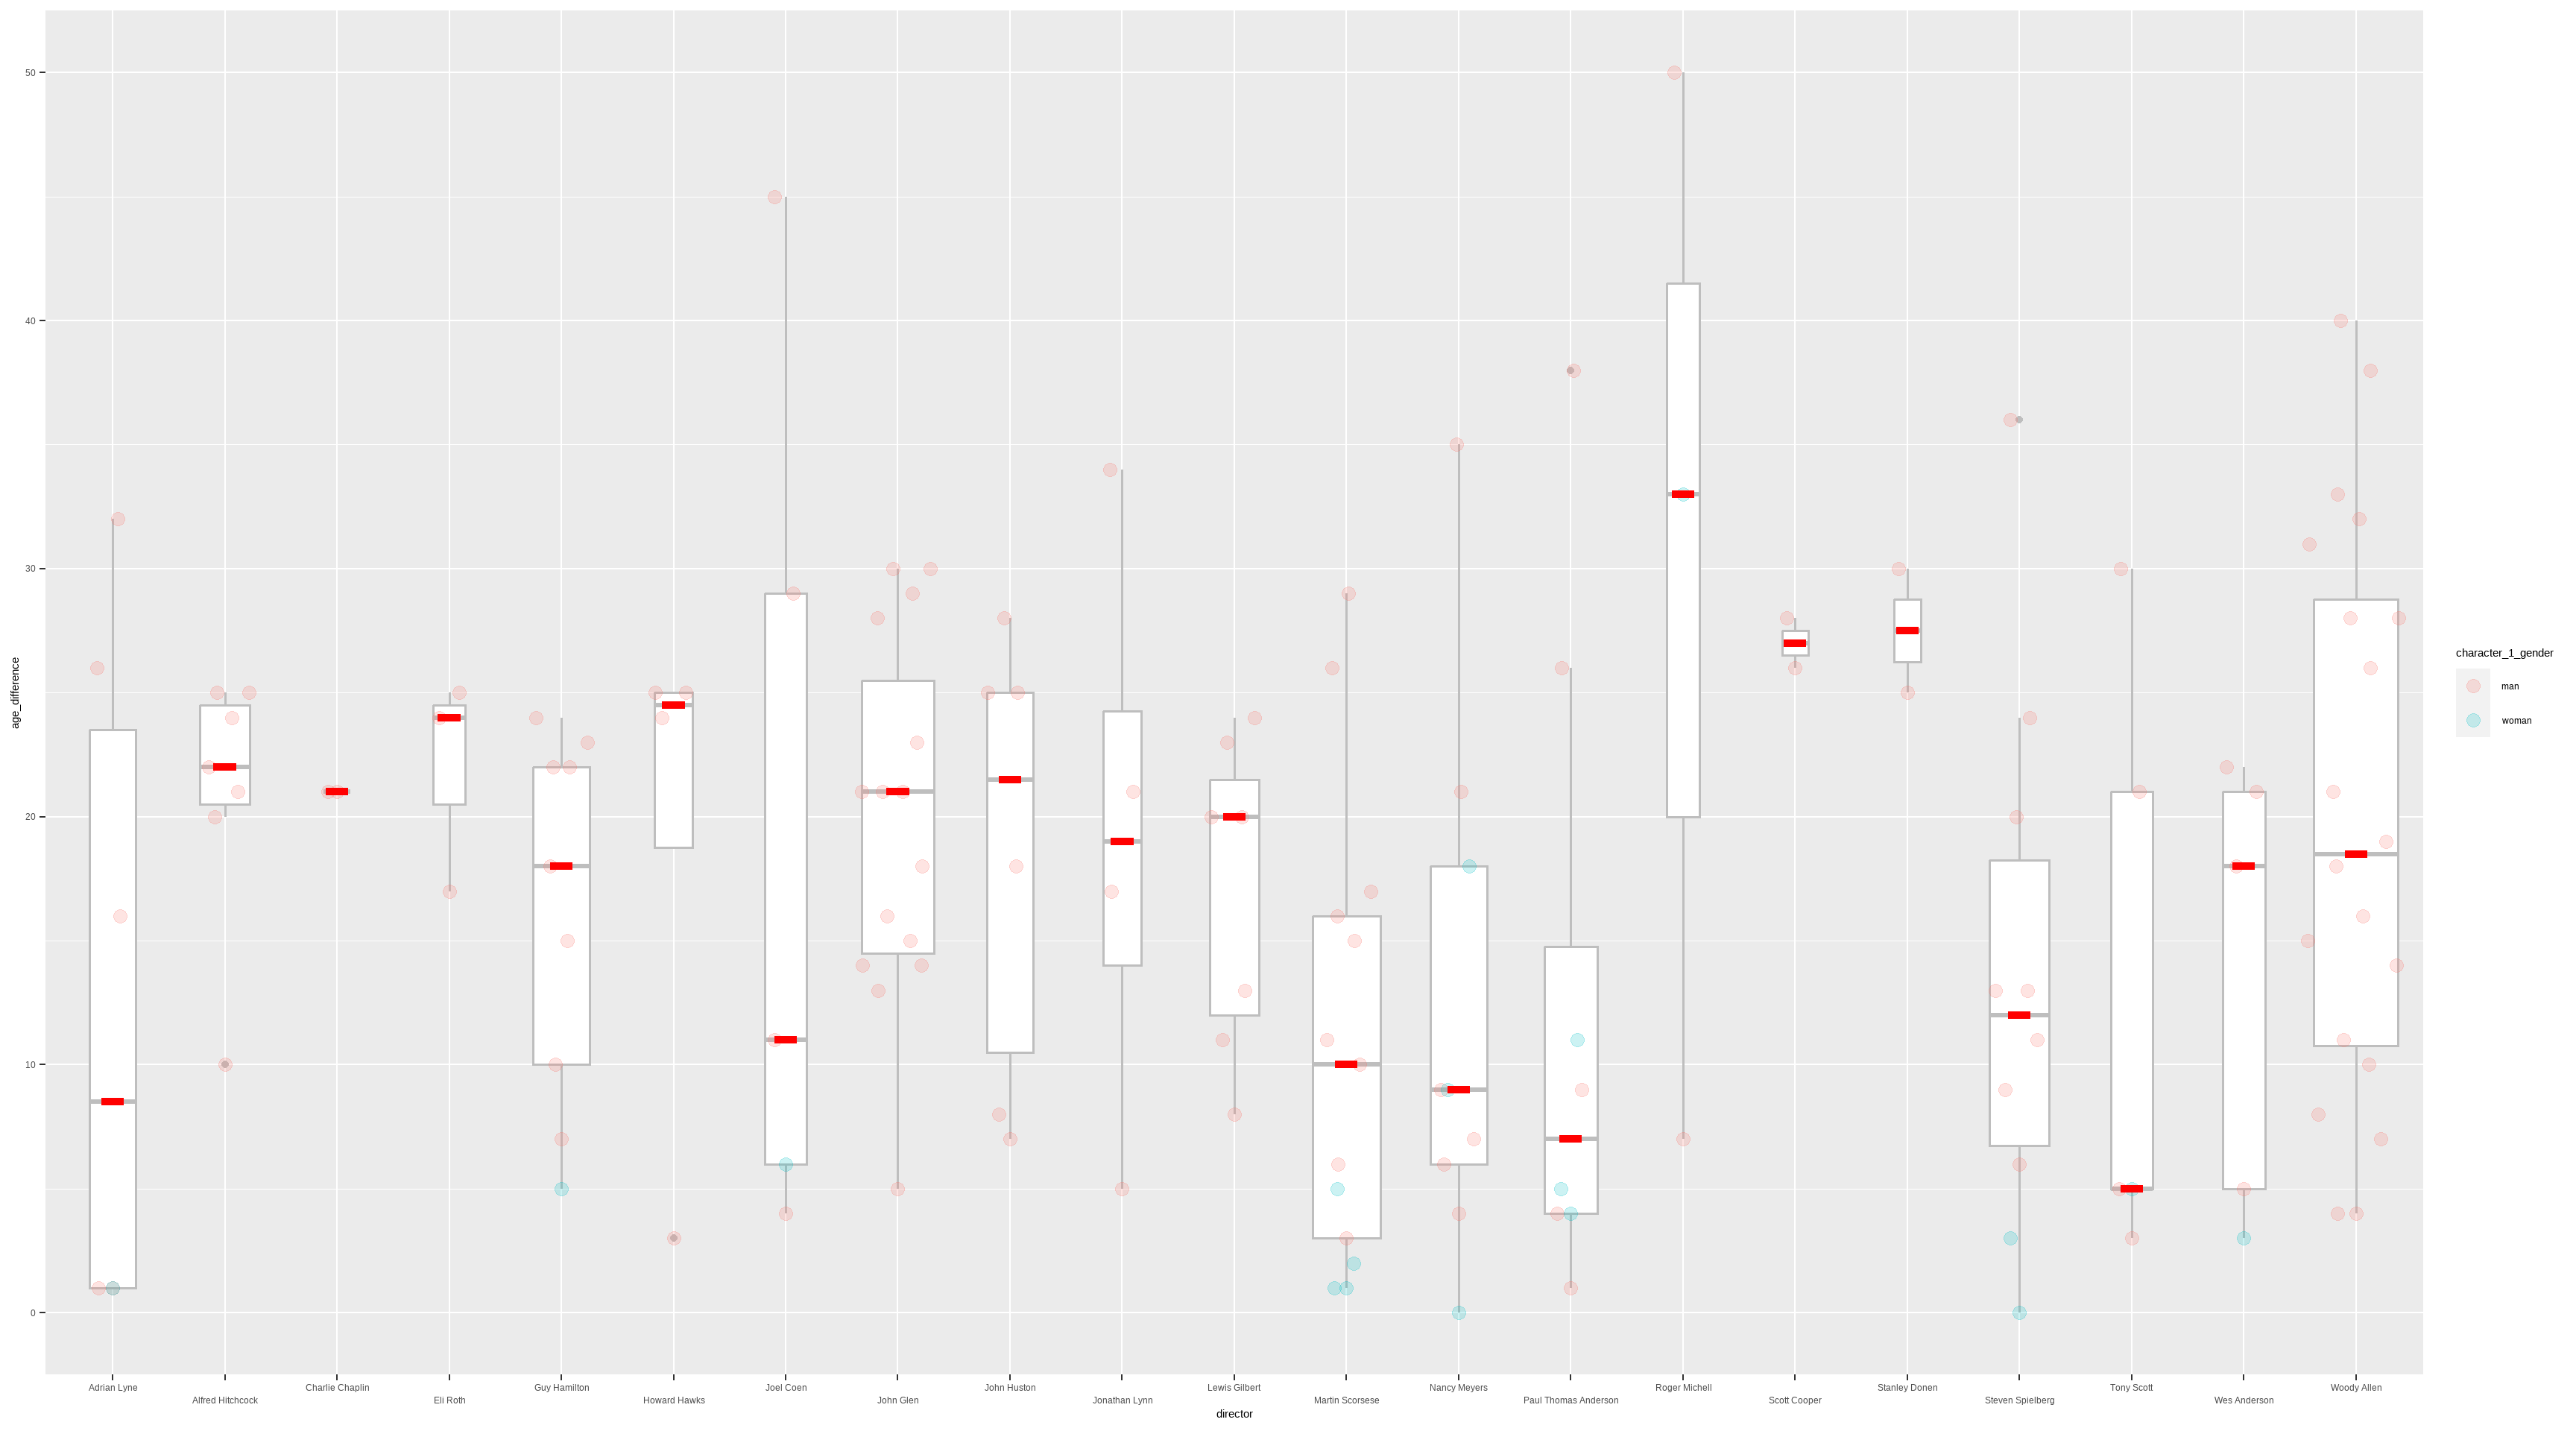 50
40
30
20
10
0
age_difference
Adrian Lyne
Alfred Hitchcock
Charlie Chaplin
Eli Roth
Guy Hamilton
Howard Hawks
Joel Coen
John Glen
John Huston
Jonathan Lynn
Lewis Gilbert
Martin Scorsese
Nancy Meyers
Paul Thomas Anderson
Roger Michell
Scott Cooper
Stanley Donen
Steven Spielberg
Tony Scott
Wes Anderson
Woody Allen
director
character_1_gender
man
woman